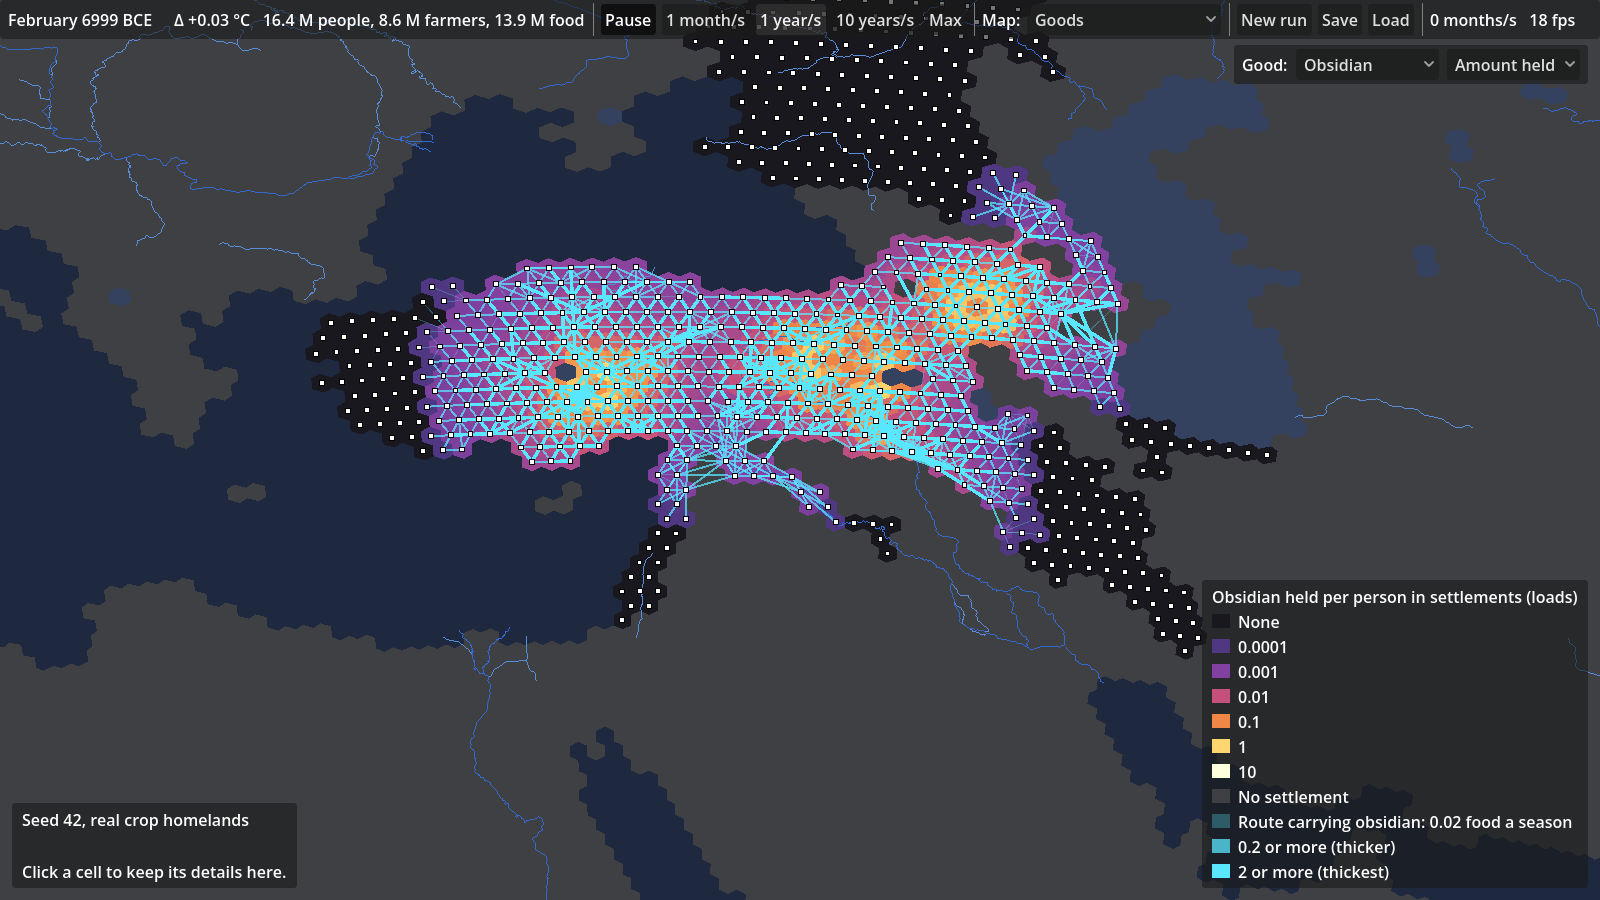 February 6999 BCE Δ +0.03 °C 16.4 M people, 8.6 M farmers, 13.9 M food Pause 1 month/s 1 year/s 10 years/s Max Map: Goods New run Save Load 0 months/s 18 fps
Good: Obsidian Amount held
Obsidian held per person in settlements (loads)
None
0.0001
0.001
0.01
0.1
1
10
No settlement
Route carrying obsidian: 0.02 food a season
0.2 or more (thicker)
2 or more (thickest)
Seed 42, real crop homelands
Click a cell to keep its details here.